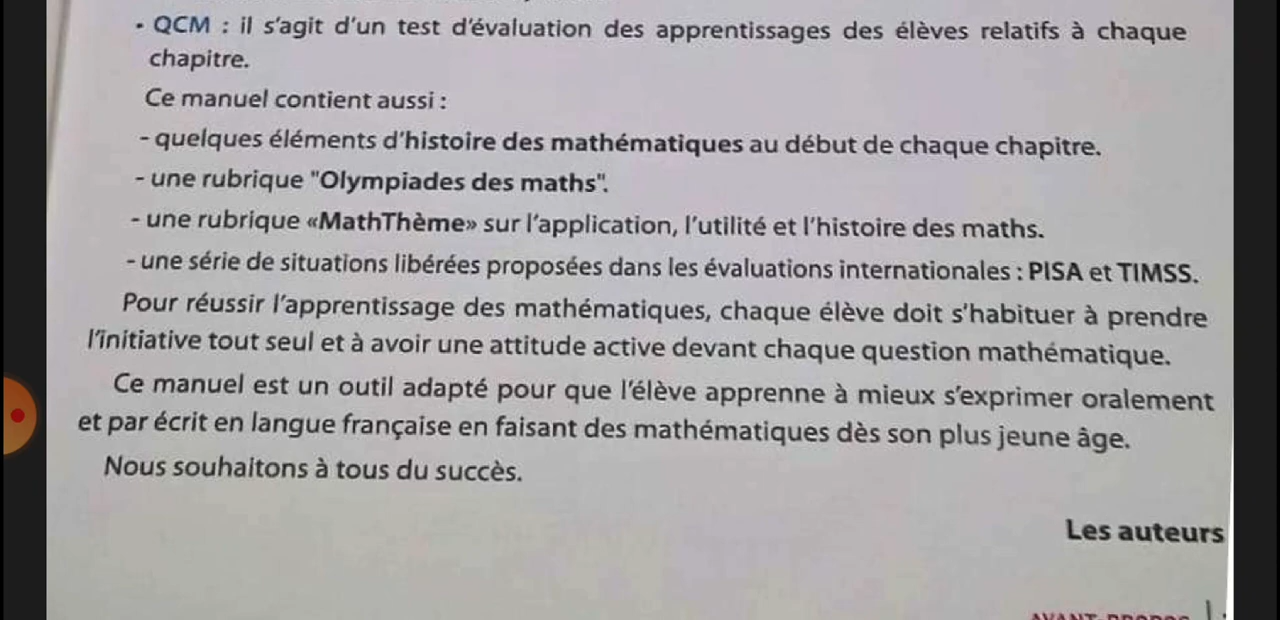 • QCM : il s'agit d'un test d'évaluation des apprentissages des élèves relatifs à chaque
chapitre.
Ce manuel contient aussi :
- quelques éléments d'histoire des mathématiques au début de chaque chapitre.
- une rubrique "Olympiades des maths".
- une rubrique «MathThème» sur l'application, l'utilité et l'histoire des maths.
- une série de situations libérées proposées dans les évaluations internationales : PISA et TIMSS.
Pour réussir l'apprentissage des mathématiques, chaque élève doit s'habituer à prendre
l'initiative tout seul et à avoir une attitude active devant chaque question mathématique.
Ce manuel est un outil adapté pour que l'élève apprenne à mieux s'exprimer oralement
et par écrit en langue française en faisant des mathématiques dès son plus jeune âge.
Nous souhaitons à tous du succès.
Les auteurs
AVANT-PROPOS